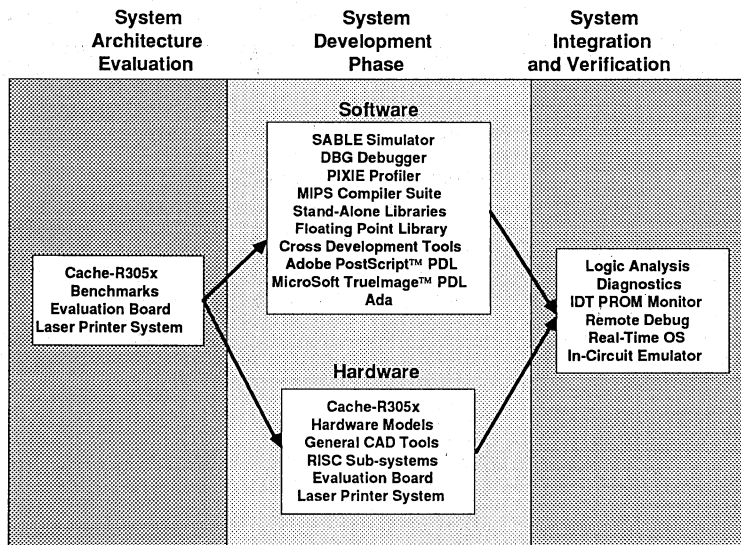 System
Architecture
Evaluation
System
Development
Phase
System
Integration
and Verification
Software
SABLE Simulator
DBG Debugger
PIXIE Profiler
MIPS Compiler Suite
Stand-Alone Libraries
Floating Point Library
Cross Development Tools
Adobe PostScript™ PDL
MicroSoft TrueImage™ PDL
Ada
Cache-R305x
Benchmarks
Evaluation Board
Laser Printer System
Logic Analysis
Diagnostics
IDT PROM Monitor
Remote Debug
Real-Time OS
In-Circuit Emulator
Hardware
Cache-R305x
Hardware Models
General CAD Tools
RISC Sub-systems
Evaluation Board
Laser Printer System